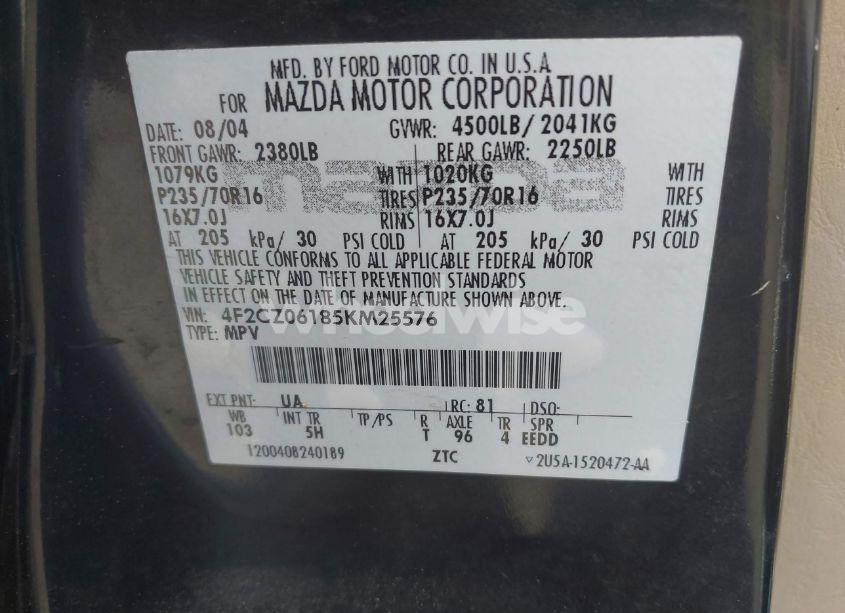 MFD. BY FORD MOTOR CO. IN U.S.A.
FOR MAZDA MOTOR CORPORATION
DATE: 08/04 GVWR: 4500LB/ 2041KG
FRONT GAWR: 2380LB REAR GAWR: 2250LB
1079KG WITH 1020KG WITH
P235/70R16 TIRES P235/70R16 TIRES
16X7.0J RIMS 16X7.0J RIMS
AT 205 kPa/ 30 PSI COLD AT 205 kPa/ 30 PSI COLD
THIS VEHICLE CONFORMS TO ALL APPLICABLE FEDERAL MOTOR
VEHICLE SAFETY AND THEFT PREVENTION STANDARDS
IN EFFECT ON THE DATE OF MANUFACTURE SHOWN ABOVE.
VIN: 4F2CZ06185KM25576
TYPE: MPV
EXT PNT: UA RC: 81 DSO:
WB INT TR TP/PS R AXLE TR SPR
103 5H T 96 4 EEDD
1200408240189 ZTC ▽2U5A-1520472-AA
mazda
wheelwise